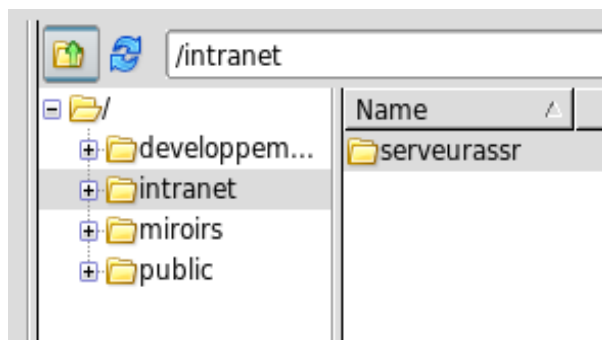 /intranet
/
Name
developpem...
serveurassr
intranet
miroirs
public